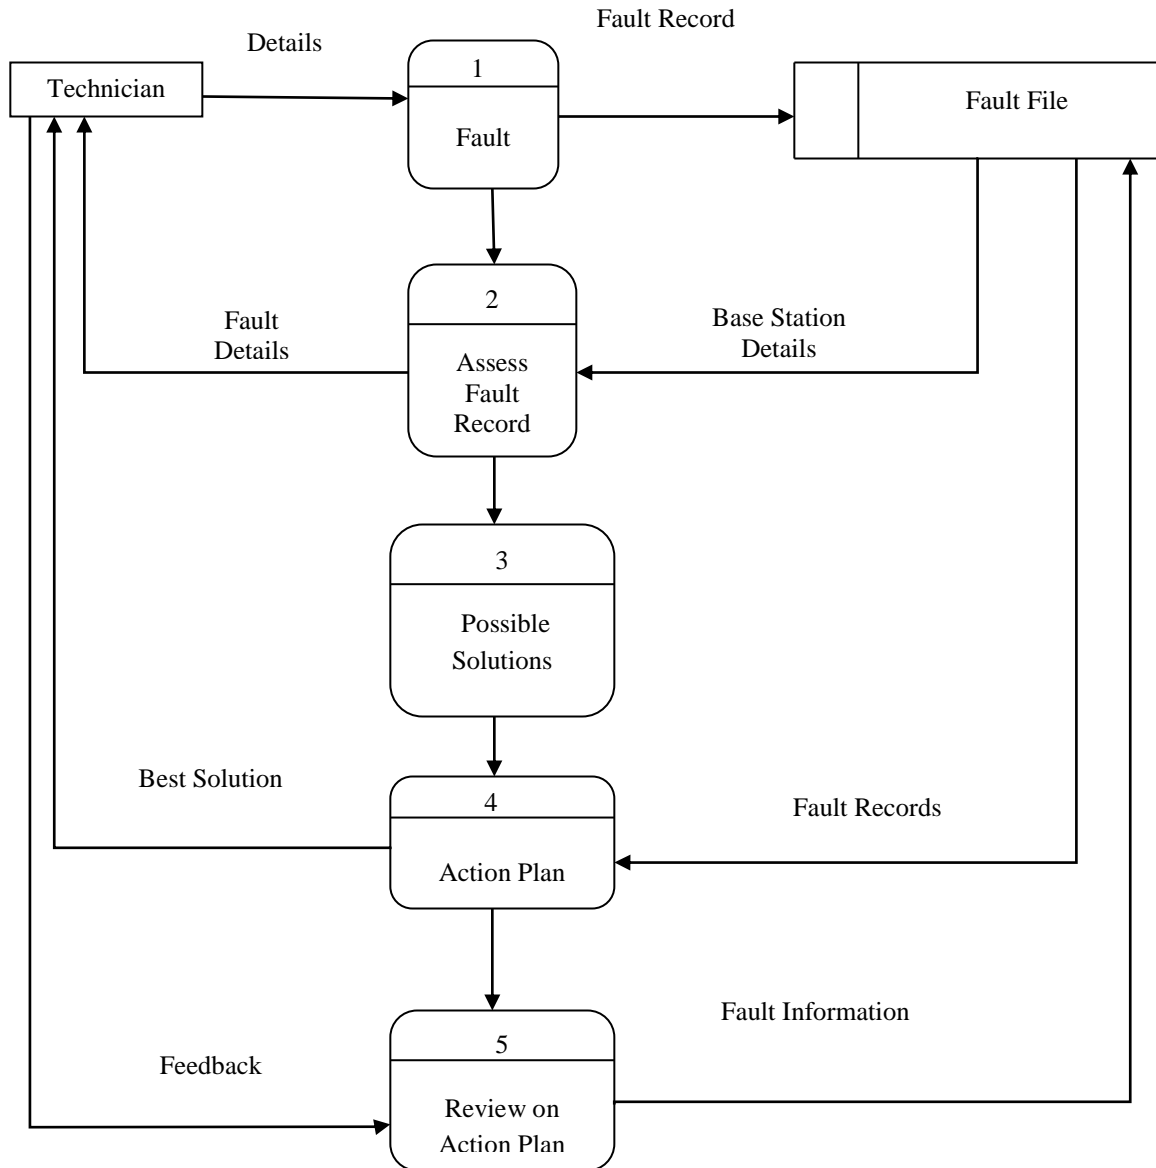 Fault Record
Details
1
Technician
Fault File
Fault
2
Base Station
Details
Fault
Details
Assess
Fault
Record
3
Possible
Solutions
Best Solution
4
Fault Records
Action Plan
Fault Information
5
Feedback
Review on
Action Plan